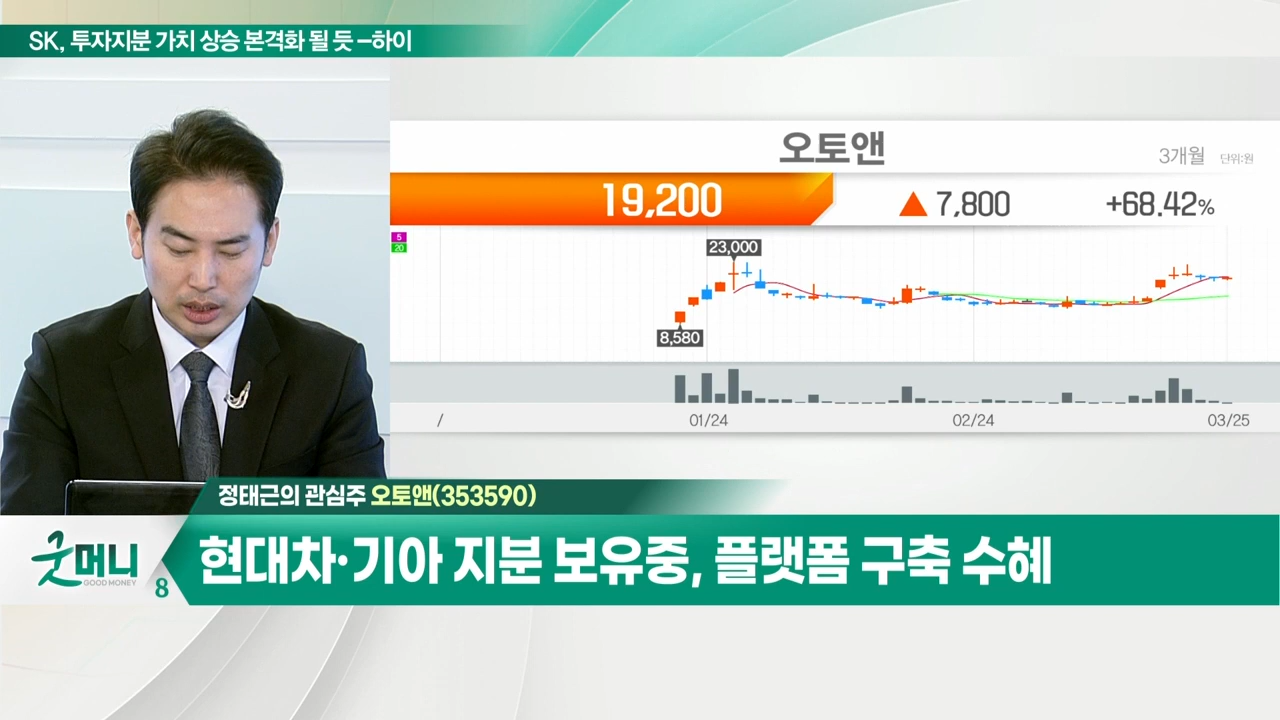 SK, 투자지분 가치 상승 본격화 될 듯 –하이
오토앤
3개월 단위:원
19,200 ▲ 7,800 +68.42%
5
20
23,000
8,580
/ 01/24 02/24 03/25
정태근의 관심주 오토앤(353590)
굿머니
GOOD MONEY
8
현대차·기아 지분 보유중, 플랫폼 구축 수혜